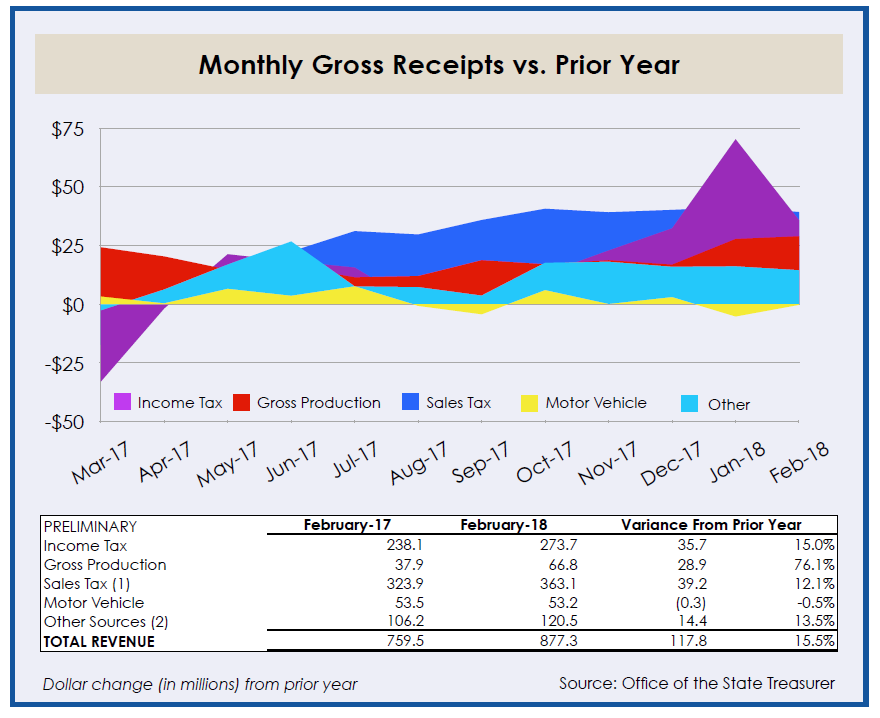 Monthly Gross Receipts vs. Prior Year
$75
$50
$25
$0
-$25
-$50
Income Tax Gross Production Sales Tax Motor Vehicle Other
Mar-17 Apr-17 May-17 Jun-17 Jul-17 Aug-17 Sep-17 Oct-17 Nov-17 Dec-17 Jan-18 Feb-18
PRELIMINARY February-17 February-18 Variance From Prior Year
Income Tax 238.1 273.7 35.7 15.0%
Gross Production 37.9 66.8 28.9 76.1%
Sales Tax (1) 323.9 363.1 39.2 12.1%
Motor Vehicle 53.5 53.2 (0.3) -0.5%
Other Sources (2) 106.2 120.5 14.4 13.5%
TOTAL REVENUE 759.5 877.3 117.8 15.5%
Dollar change (in millions) from prior year Source: Office of the State Treasurer